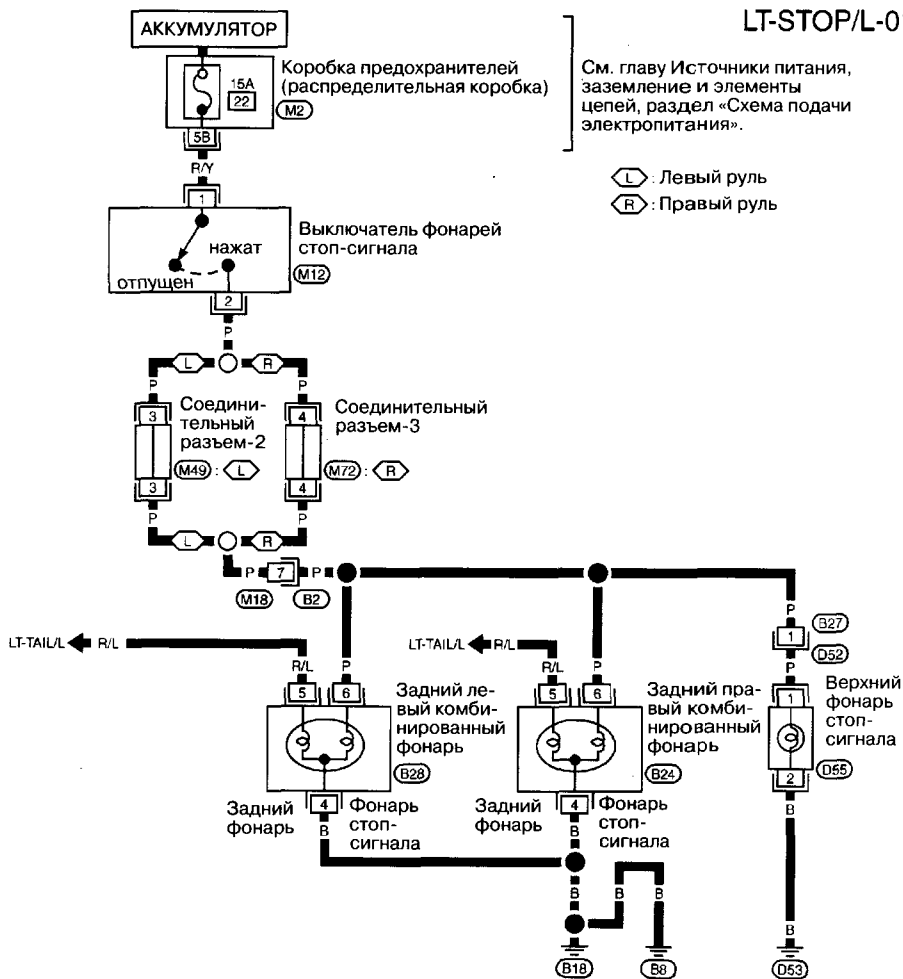 LT-STOP/L-0
АККУМУЛЯТОР
Коробка предохранителей
(распределительная коробка)
15A
22
M2
См. главу Источники питания,
заземление и элементы
цепей, раздел «Схема подачи
электропитания».
5B
R/Y
L : Левый руль
R : Правый руль
1
Выключатель фонарей
стоп-сигнала
M12
нажат
отпущен
2
P
L R
P P
3 4
Соедини-
тельный
разъем-2
M49 : L
Соединительный
разъем-3
M72 : R
3 4
P P
L R
P 7 P
M18 B2
P
B27
1
D52
P
LT-TAIL/L R/L
LT-TAIL/L R/L
R/L P
R/L P
5 6
5 6
1
Задний ле-
вый комби-
нированный
фонарь
B28
Задний пра-
вый комби-
нированный
фонарь
B24
Верхний
фонарь
стоп-
сигнала
D55
2
4
4
Задний
фонарь
Фонарь
стоп-
сигнала
Задний
фонарь
Фонарь
стоп-
сигнала
B
B
B
B B B
B
B18 B8 D53